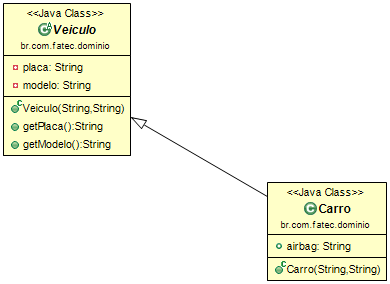 <<Java Class>>
Veiculo
br.com.fatec.dominio
placa: String
modelo: String
Veiculo(String,String)
getPlaca():String
getModelo():String
<<Java Class>>
Carro
br.com.fatec.dominio
airbag: String
Carro(String,String)